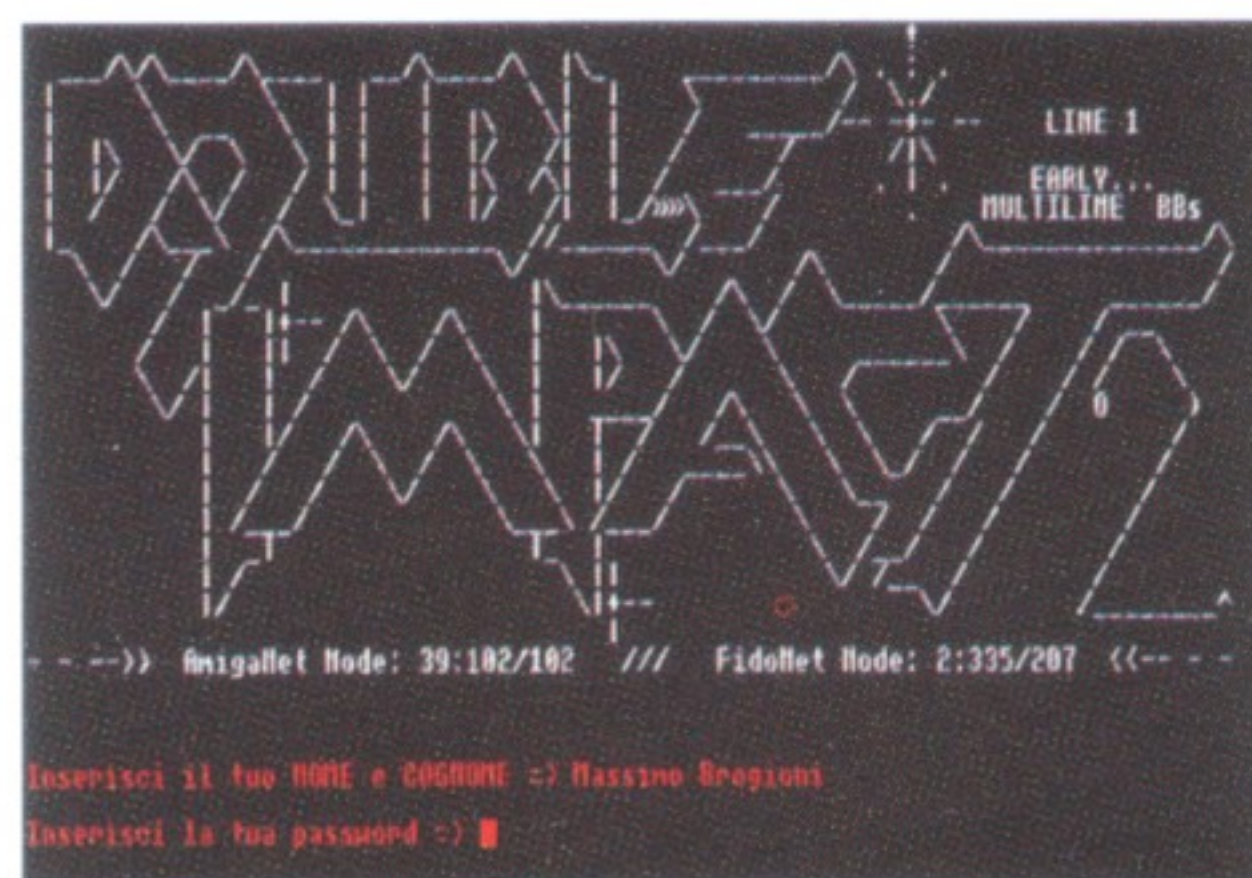 DOUBLE
IMPACT
LINE 1
EARLY...
MULTILINE BBs
- - -->> AmigaNet Node: 39:102/102 /// FidoNet Node: 2:335/207 <<-- - -
Inserisci il tuo NOME e COGNOME => Massimo Brogioni
Inserisci la tua password =>